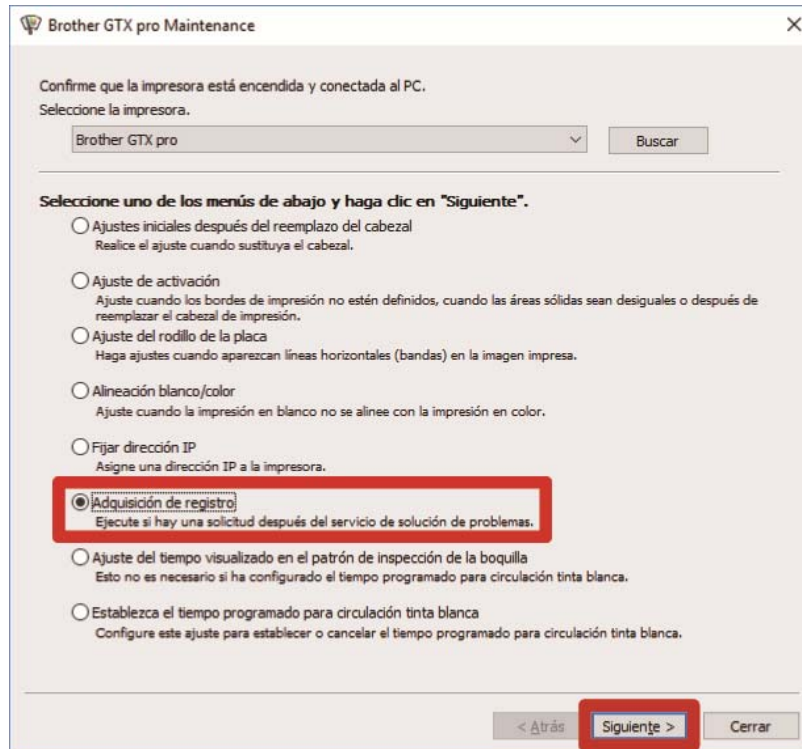 Brother GTX pro Maintenance
Confirme que la impresora está encendida y conectada al PC.
Seleccione la impresora.
Brother GTX pro
Buscar
Seleccione uno de los menús de abajo y haga clic en "Siguiente".
Ajustes iniciales después del reemplazo del cabezal
Realice el ajuste cuando sustituya el cabezal.
Ajuste de activación
Ajuste cuando los bordes de impresión no estén definidos, cuando las áreas sólidas sean desiguales o después de
reemplazar el cabezal de impresión.
Ajuste del rodillo de la placa
Haga ajustes cuando aparezcan líneas horizontales (bandas) en la imagen impresa.
Alineación blanco/color
Ajuste cuando la impresión en blanco no se alinee con la impresión en color.
Fijar dirección IP
Asigne una dirección IP a la impresora.
Adquisición de registro
Ejecute si hay una solicitud después del servicio de solución de problemas.
Ajuste del tiempo visualizado en el patrón de inspección de la boquilla
Esto no es necesario si ha configurado el tiempo programado para circulación tinta blanca.
Establezca el tiempo programado para circulación tinta blanca
Configure este ajuste para establecer o cancelar el tiempo programado para circulación tinta blanca.
< Atrás
Siguiente >
Cerrar